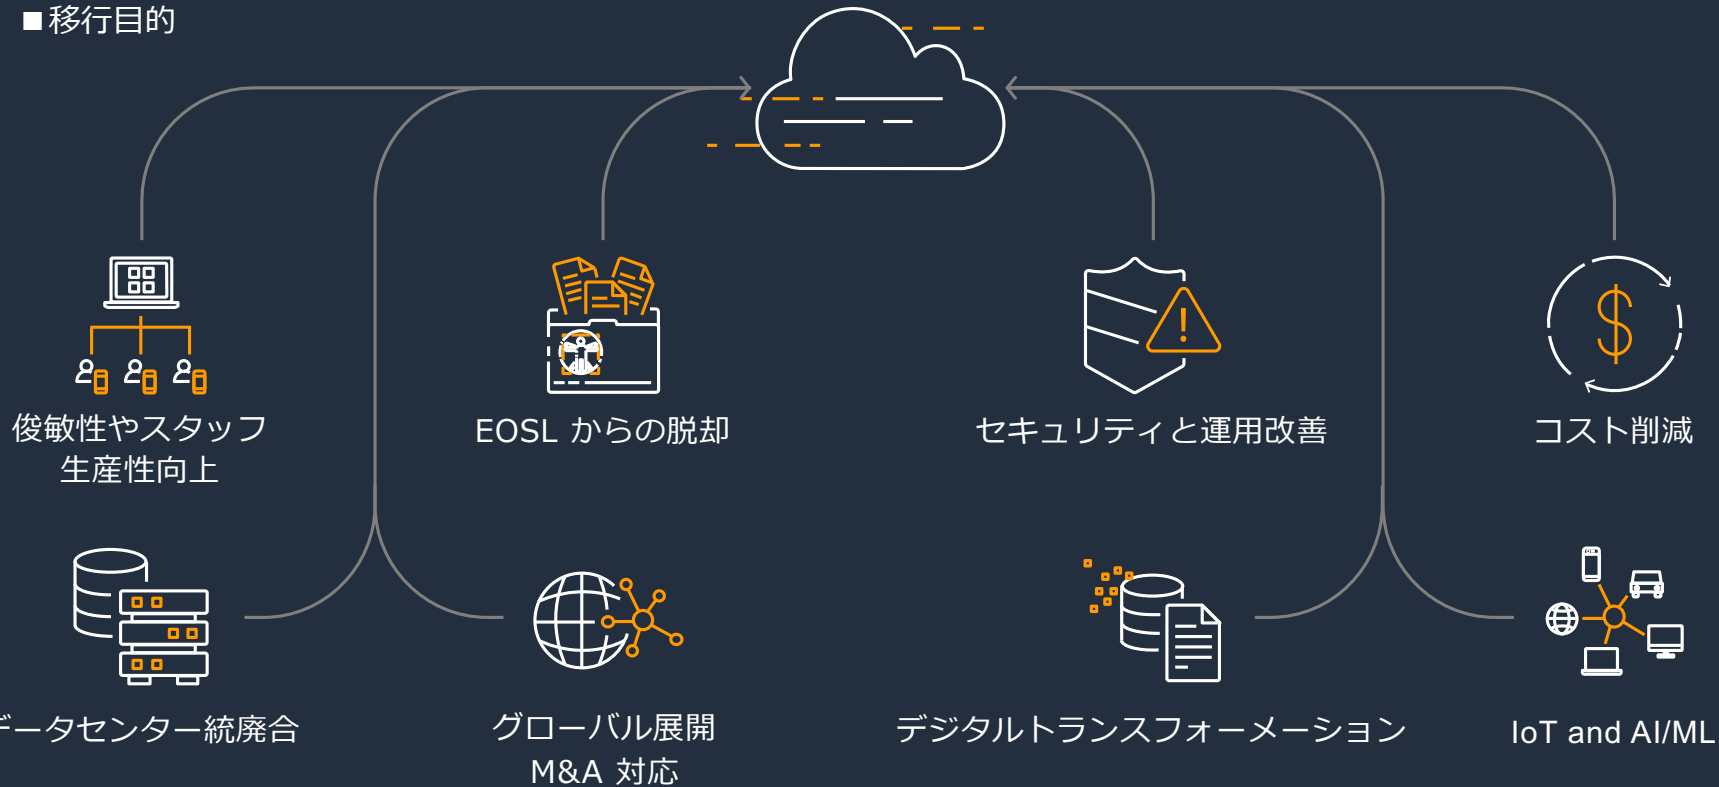 ■移行目的
俊敏性やスタッフ
生産性向上
EOSL からの脱却
セキュリティと運用改善
コスト削減
データセンター統廃合
グローバル展開
M&A 対応
デジタルトランスフォーメーション
IoT and AI/ML